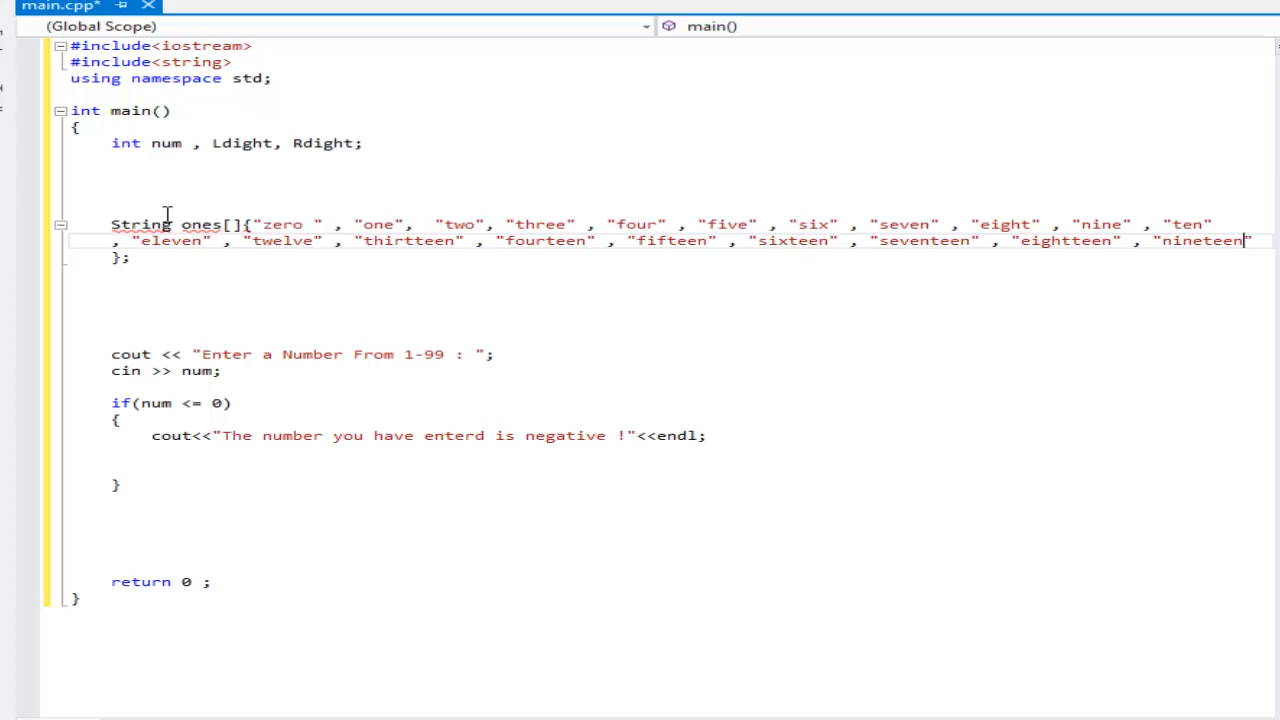 main.cpp*
(Global Scope) main()
#include<iostream>
#include<string>
using namespace std;
int main()
{
int num , Ldight, Rdight;
String ones[]{"zero " , "one", "two", "three" , "four" , "five" , "six" , "seven" , "eight" , "nine" , "ten"
, "eleven" , "twelve" , "thirtteen" , "fourteen" , "fifteen" , "sixteen" , "seventeen" , "eightteen" , "nineteen"
};
cout << "Enter a Number From 1-99 : ";
cin >> num;
if(num <= 0)
{
cout<<"The number you have enterd is negative !"<<endl;
}
return 0 ;
}